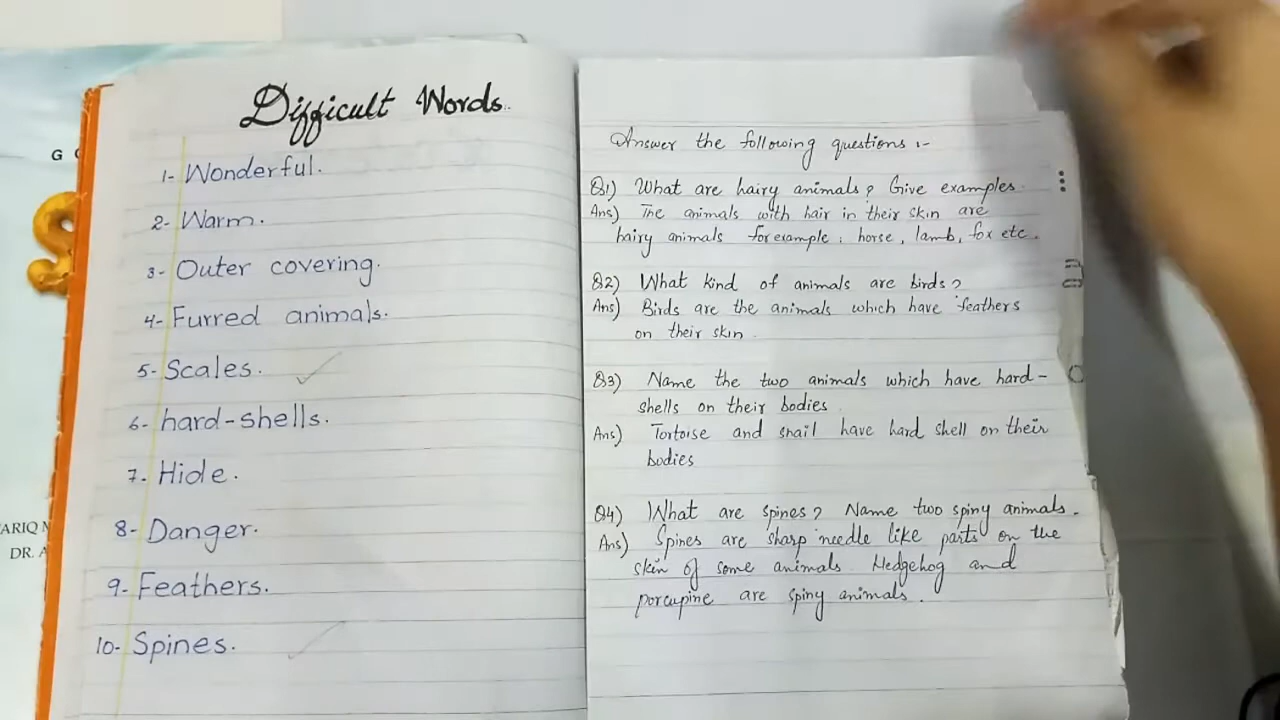 Difficult Words.
1- Wonderful.
2- Warm.
3- Outer covering.
4- Furred animals.
5- Scales.
6- hard-shells.
7- Hide.
8- Danger.
9- Feathers.
10- Spines.
Answer the following questions :-
Q1) What are hairy animals? Give examples.
Ans) The animals with hair in their skin are
hairy animals for example : horse, lamb, fox etc.
Q2) What kind of animals are birds?
Ans) Birds are the animals which have feathers
on their skin.
Q3) Name the two animals which have hard-
shells on their bodies.
Ans) Tortoise and snail have hard shell on their
bodies
Q4) What are spines? Name two spiny animals.
Ans) Spines are sharp needle like parts on the
skin of some animals. Hedgehog and
porcupine are spiny animals.
G
S
ARIQ M
DR. A